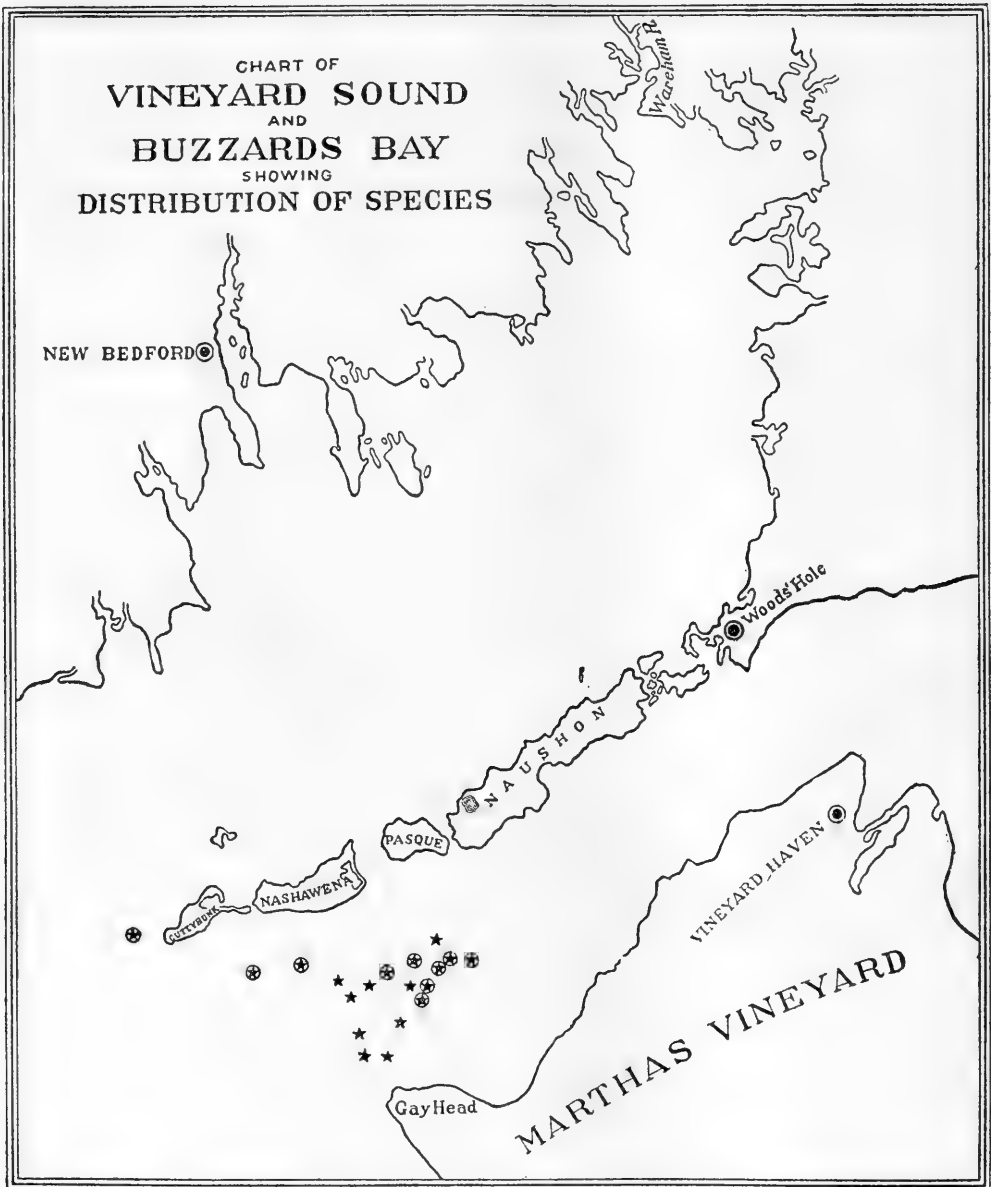 CHART OF
VINEYARD SOUND
AND
BUZZARDS BAY
SHOWING
DISTRIBUTION OF SPECIES
Wareham R.
NEW BEDFORD
Woods' Hole
NAUSHON
PASQUE
NASHAWENA
CUTTYHUNK
VINEYARD HAVEN
MARTHAS VINEYARD
Gay Head